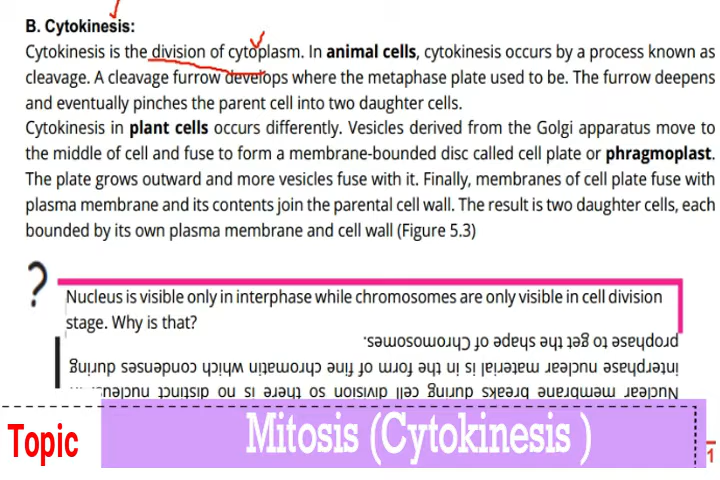 B. Cytokinesis:
Cytokinesis is the division of cytoplasm. In animal cells, cytokinesis occurs by a process known as
cleavage. A cleavage furrow develops where the metaphase plate used to be. The furrow deepens
and eventually pinches the parent cell into two daughter cells.
Cytokinesis in plant cells occurs differently. Vesicles derived from the Golgi apparatus move to
the middle of cell and fuse to form a membrane-bounded disc called cell plate or phragmoplast.
The plate grows outward and more vesicles fuse with it. Finally, membranes of cell plate fuse with
plasma membrane and its contents join the parental cell wall. The result is two daughter cells, each
bounded by its own plasma membrane and cell wall (Figure 5.3)
?
Nucleus is visible only in interphase while chromosomes are only visible in cell division
stage. Why is that?
Nuclear membrane breaks during cell division so there is no distinct nucleus.
interphase nuclear material is in the form of fine chromatin which condenses during
prophase to get the shape of Chromosomes.
Topic
Mitosis (Cytokinesis )
1